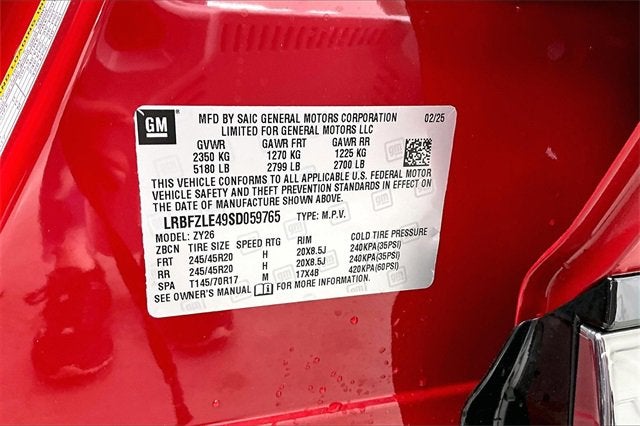 GM
MFD BY SAIC GENERAL MOTORS CORPORATION 02/25
LIMITED FOR GENERAL MOTORS LLC
GVWR GAWR FRT GAWR RR
2350 KG 1270 KG 1225 KG
5180 LB 2799 LB 2700 LB
THIS VEHICLE CONFORMS TO ALL APPLICABLE U.S. FEDERAL MOTOR
VEHICLE SAFETY AND THEFT PREVENTION STANDARDS IN EFFECT ON
THE DATE OF MANUFACTURE SHOWN ABOVE.
LRBFZLE49SD059765 TYPE: M.P.V.
MODEL: ZY26
ZBCN TIRE SIZE SPEED RTG RIM COLD TIRE PRESSURE
FRT 245/45R20 H 20X8.5J 240KPA(35PSI)
RR 245/45R20 H 20X8.5J 240KPA(35PSI)
SPA T145/70R17 M 17X4B 420KPA(60PSI)
SEE OWNER'S MANUAL FOR MORE INFORMATION.